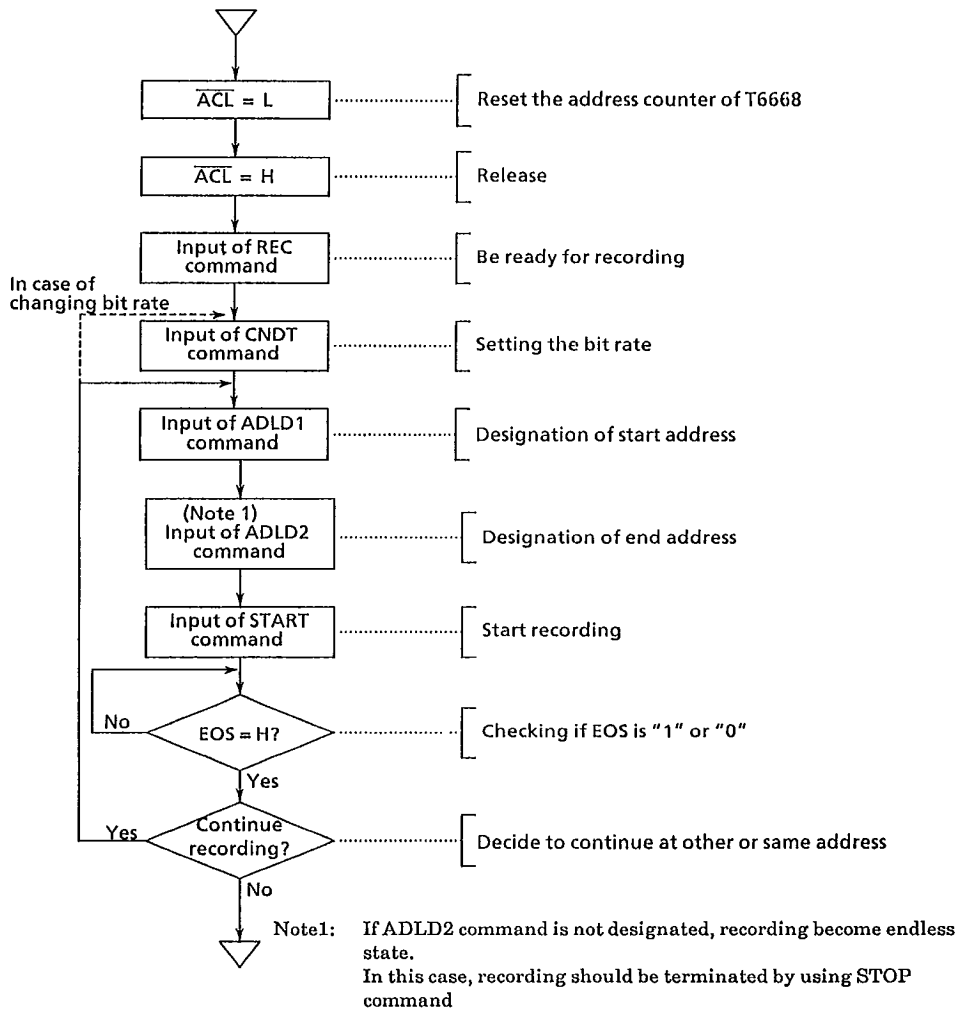 A̅C̅L̅ = L
Reset the address counter of T6668
A̅C̅L̅ = H
Release
Input of REC
command
Be ready for recording
In case of
changing bit rate
Input of CNDT
command
Setting the bit rate
Input of ADLD1
command
Designation of start address
(Note 1)
Input of ADLD2
command
Designation of end address
Input of START
command
Start recording
No
EOS = H?
Checking if EOS is "1" or "0"
Yes
Yes
Continue
recording?
Decide to continue at other or same address
No
Note1: If ADLD2 command is not designated, recording become endless
state.
In this case, recording should be terminated by using STOP
command